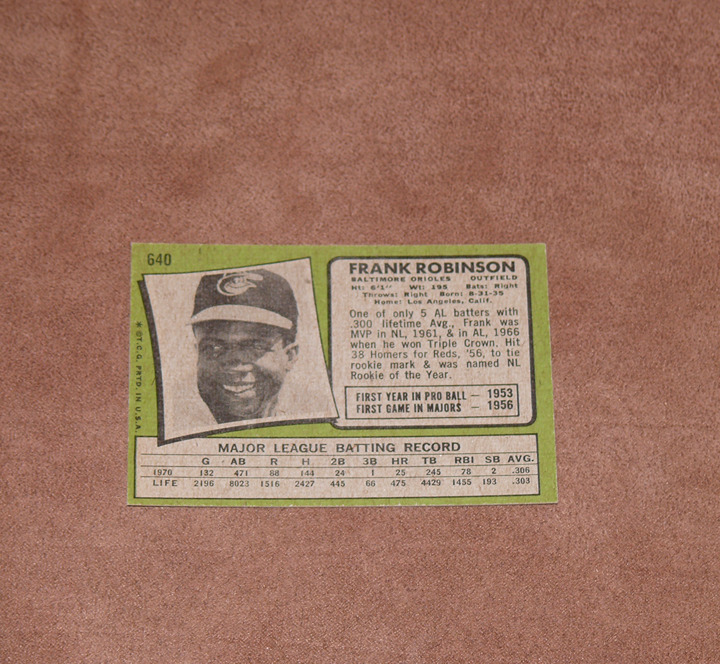 640
FRANK ROBINSON
BALTIMORE ORIOLES OUTFIELD
Ht: 6'1" Wt: 195 Bats: Right
Throws: Right Born: 8-31-35
Home: Los Angeles, Calif.
One of only 5 AL batters with
.300 lifetime Avg., Frank was
MVP in NL, 1961, & in AL, 1966
when he won Triple Crown. Hit
38 Homers for Reds, '56, to tie
rookie mark & was named NL
Rookie of the Year.
FIRST YEAR IN PRO BALL — 1953
FIRST GAME IN MAJORS — 1956
* ©T.C.G. PRTD. IN U.S.A.
MAJOR LEAGUE BATTING RECORD
G AB R H 2B 3B HR TB RBI SB AVG.
1970 132 471 88 144 24 1 25 245 78 2 .306
LIFE 2196 8023 1516 2427 445 66 475 4429 1455 193 .303